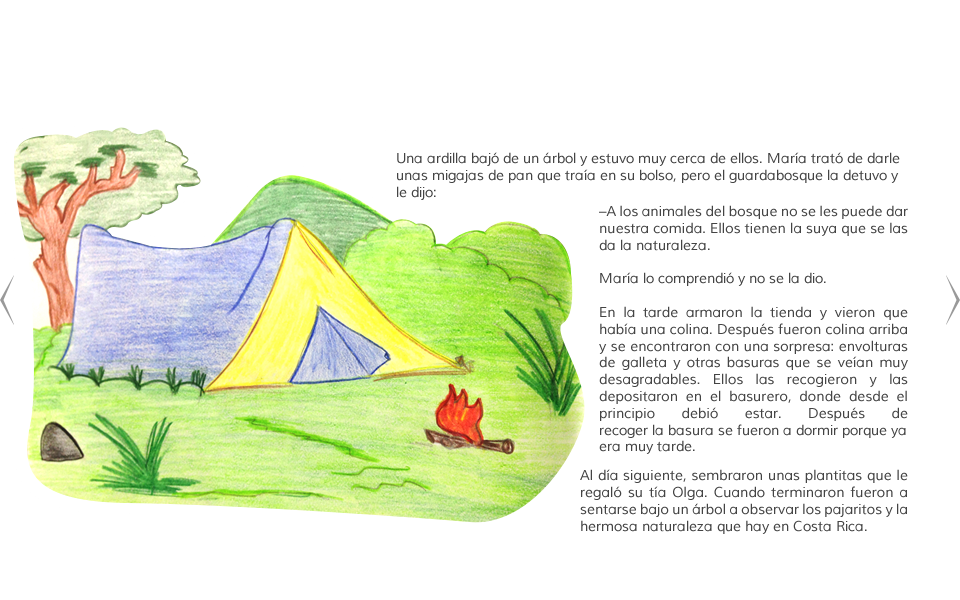 Una ardilla bajó de un árbol y estuvo muy cerca de ellos. María trató de darle
unas migajas de pan que traía en su bolso, pero el guardabosque la detuvo y
le dijo:
–A los animales del bosque no se les puede dar
nuestra comida. Ellos tienen la suya que se las
da la naturaleza.
María lo comprendió y no se la dio.
En la tarde armaron la tienda y vieron que
había una colina. Después fueron colina arriba
y se encontraron con una sorpresa: envolturas
de galleta y otras basuras que se veían muy
desagradables. Ellos las recogieron y las
depositaron en el basurero, donde desde el
principio debió estar. Después de
recoger la basura se fueron a dormir porque ya
era muy tarde.
Al día siguiente, sembraron unas plantitas que le
regaló su tía Olga. Cuando terminaron fueron a
sentarse bajo un árbol a observar los pajaritos y la
hermosa naturaleza que hay en Costa Rica.